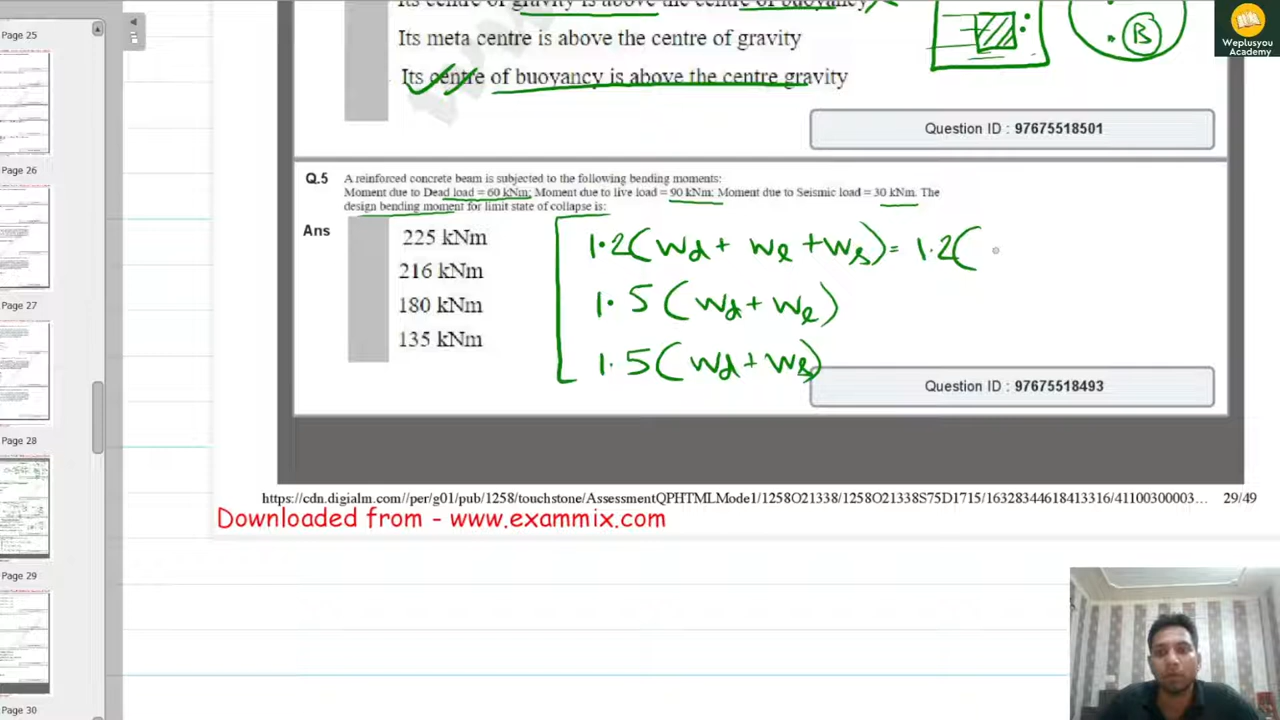 Page 25
Page 26
Page 27
Page 28
Page 29
Page 30
Its centre of gravity is above the centre of buoyancy
Its meta centre is above the centre of gravity
Its centre of buoyancy is above the centre gravity
B
Weplusyou
Academy
Question ID : 97675518501
Q.5 A reinforced concrete beam is subjected to the following bending moments:
Moment due to Dead load = 60 kNm; Moment due to live load = 90 kNm; Moment due to Seismic load = 30 kNm. The
design bending moment for limit state of collapse is:
Ans 225 kNm
216 kNm
180 kNm
135 kNm
1.2(Wd + We + Ws) = 1.2(
1.5(Wd + We)
1.5(Wd + Ws)
Question ID : 97675518493
https://cdn.digialm.com//per/g01/pub/1258/touchstone/AssessmentQPHTMLMode1/1258O21338/1258O21338S75D1715/16328344618413316/41100300003… 29/49
Downloaded from - www.exammix.com